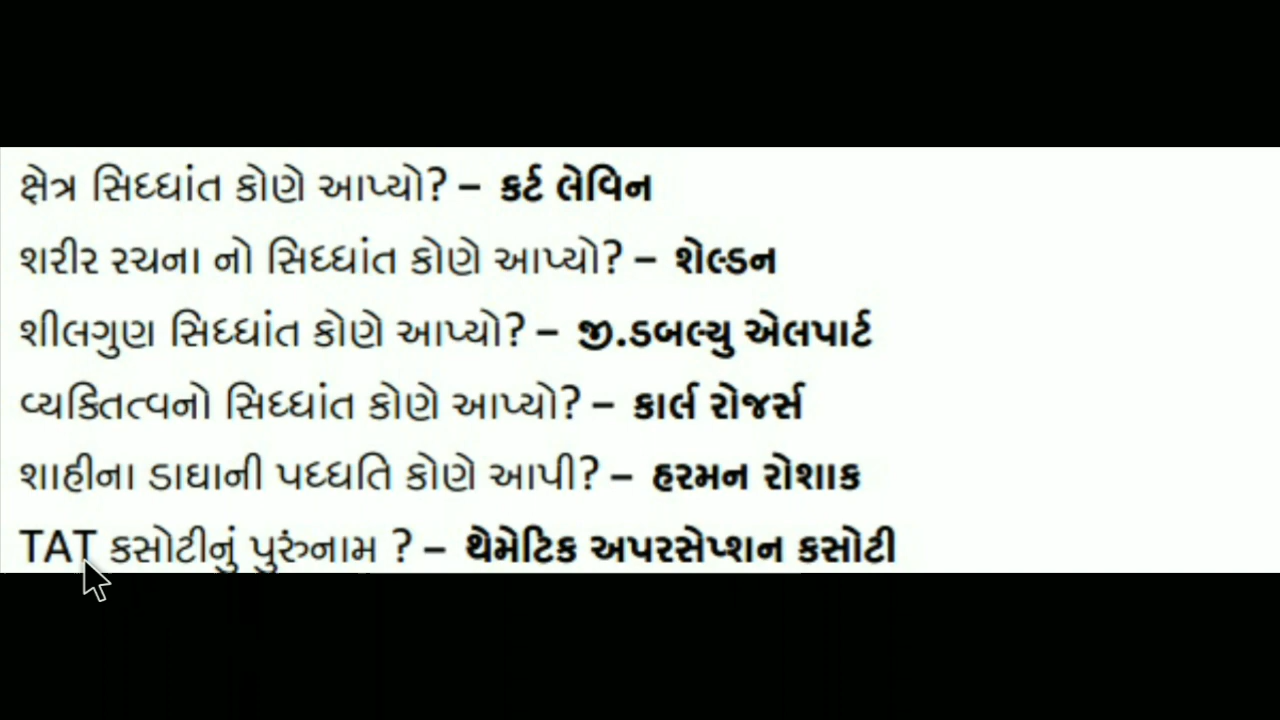 ક્ષેત્ર સિધ્ધાંત કોણે આપ્યો? – કર્ટ લેવિન
શરીર રચના નો સિધ્ધાંત કોણે આપ્યો? – શેલ્ડન
શીલગુણ સિધ્ધાંત કોણે આપ્યો? – જી.ડબલ્યુ એલપાર્ટ
વ્યક્તિત્વનો સિધ્ધાંત કોણે આપ્યો? – કાર્લ રોજર્સ
શાહીના ડાઘાની પધ્ધતિ કોણે આપી? – હરમન રોશાક
TAT કસોટીનું પુરુંનામ ? – થેમેટિક અપરસેપ્શન કસોટી